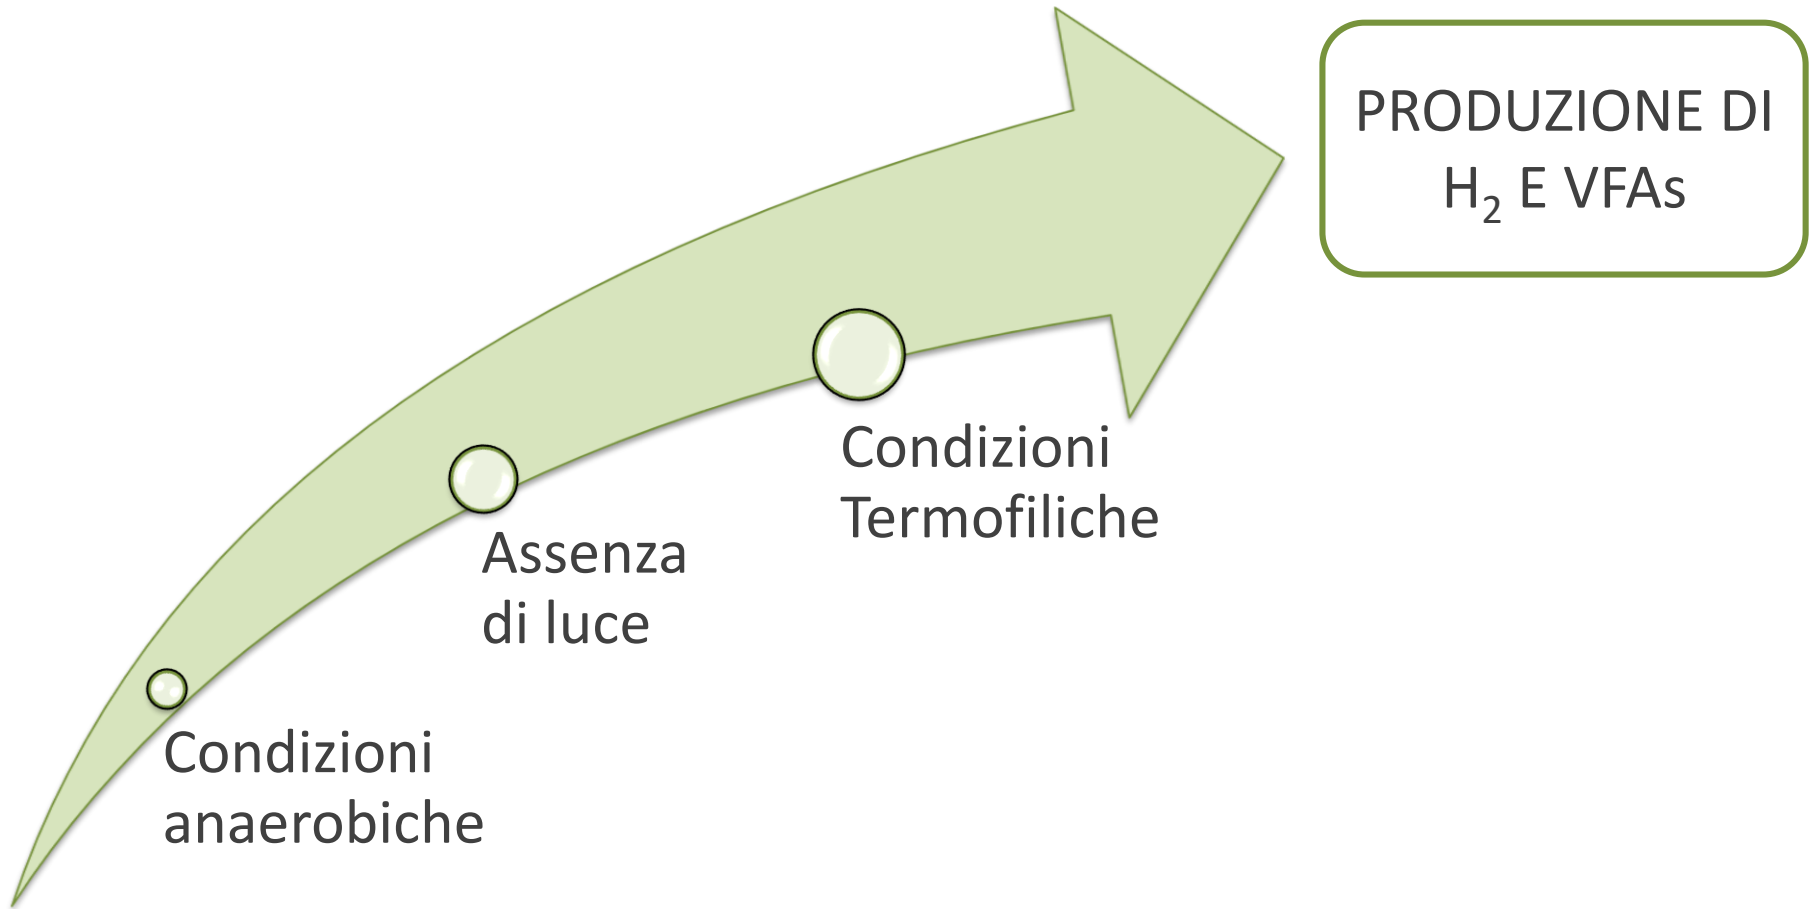 PRODUZIONE DI
H₂ E VFAs
Condizioni
Termofiliche
Assenza
di luce
Condizioni
anaerobiche